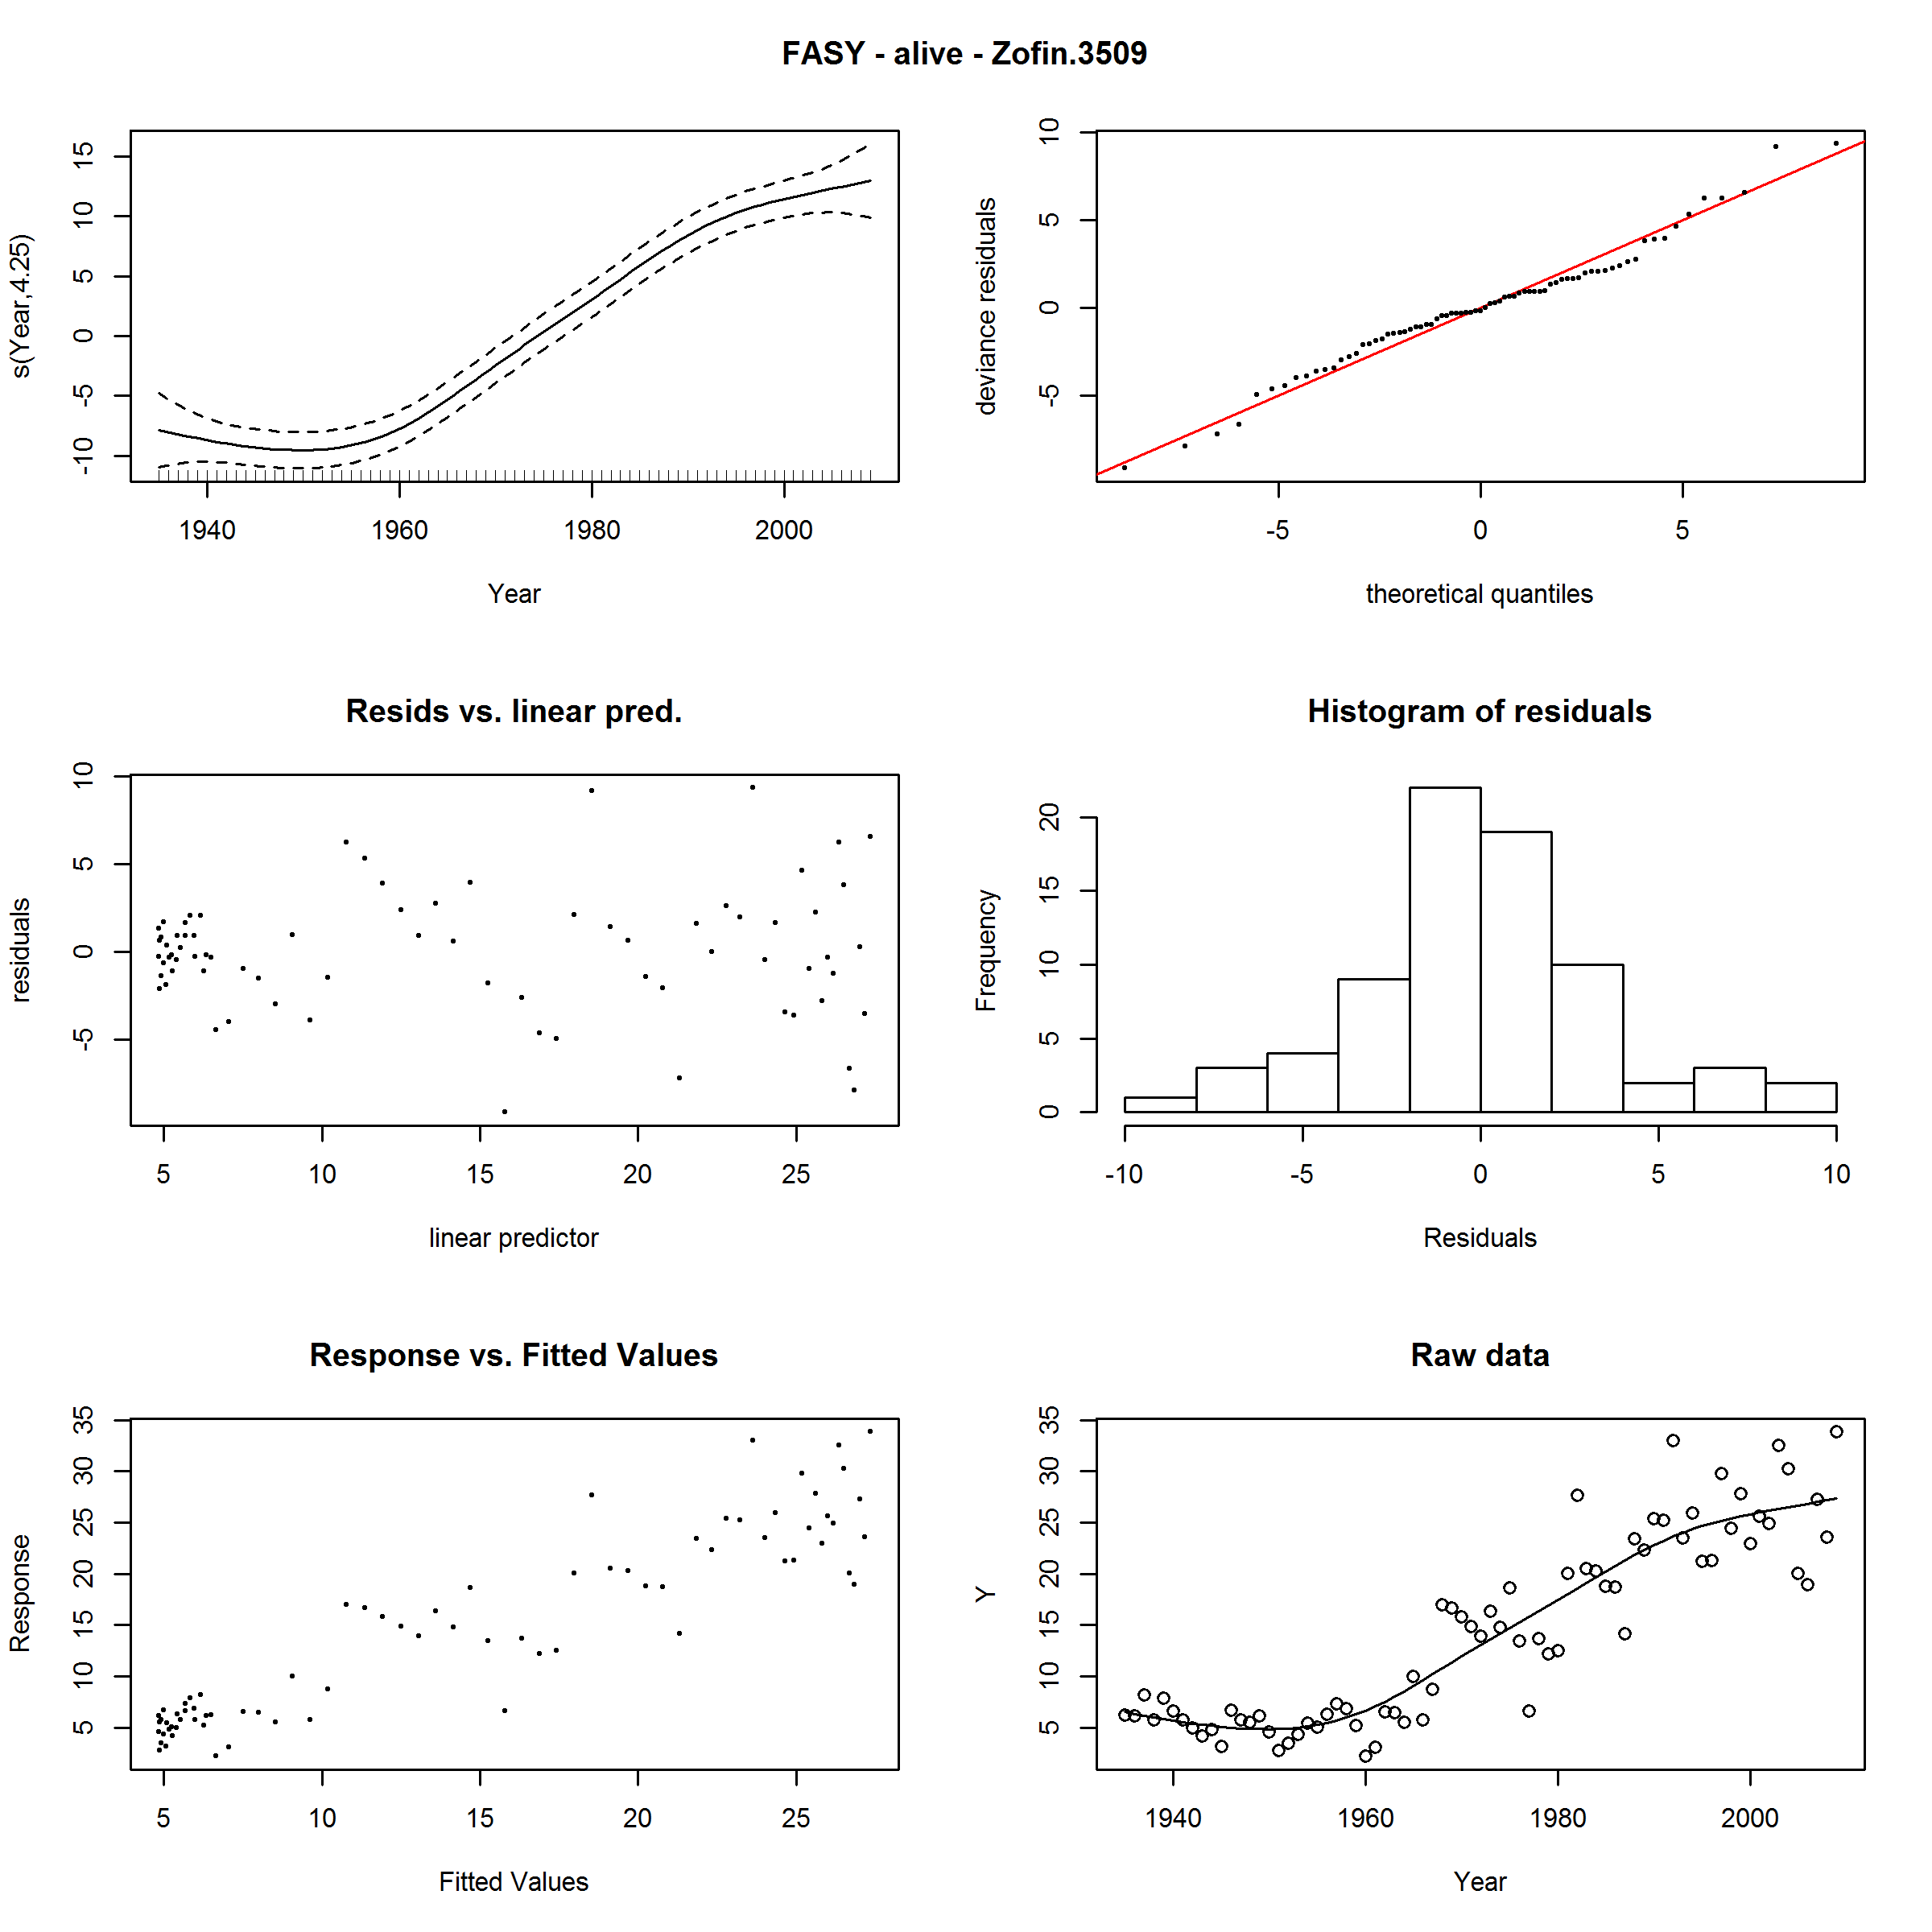 FASY - alive - Zofin.3509
s(Year,4.25)
-10 -5 0 5 10 15
1940 1960 1980 2000
Year
deviance residuals
-5 0 5 10
-5 0 5
theoretical quantiles
Resids vs. linear pred.
residuals
-5 0 5 10
5 10 15 20 25
linear predictor
Histogram of residuals
Frequency
0 5 10 15 20
-10 -5 0 5 10
Residuals
Response vs. Fitted Values
Response
5 10 15 20 25 30 35
5 10 15 20 25
Fitted Values
Raw data
Y
5 10 15 20 25 30 35
1940 1960 1980 2000
Year